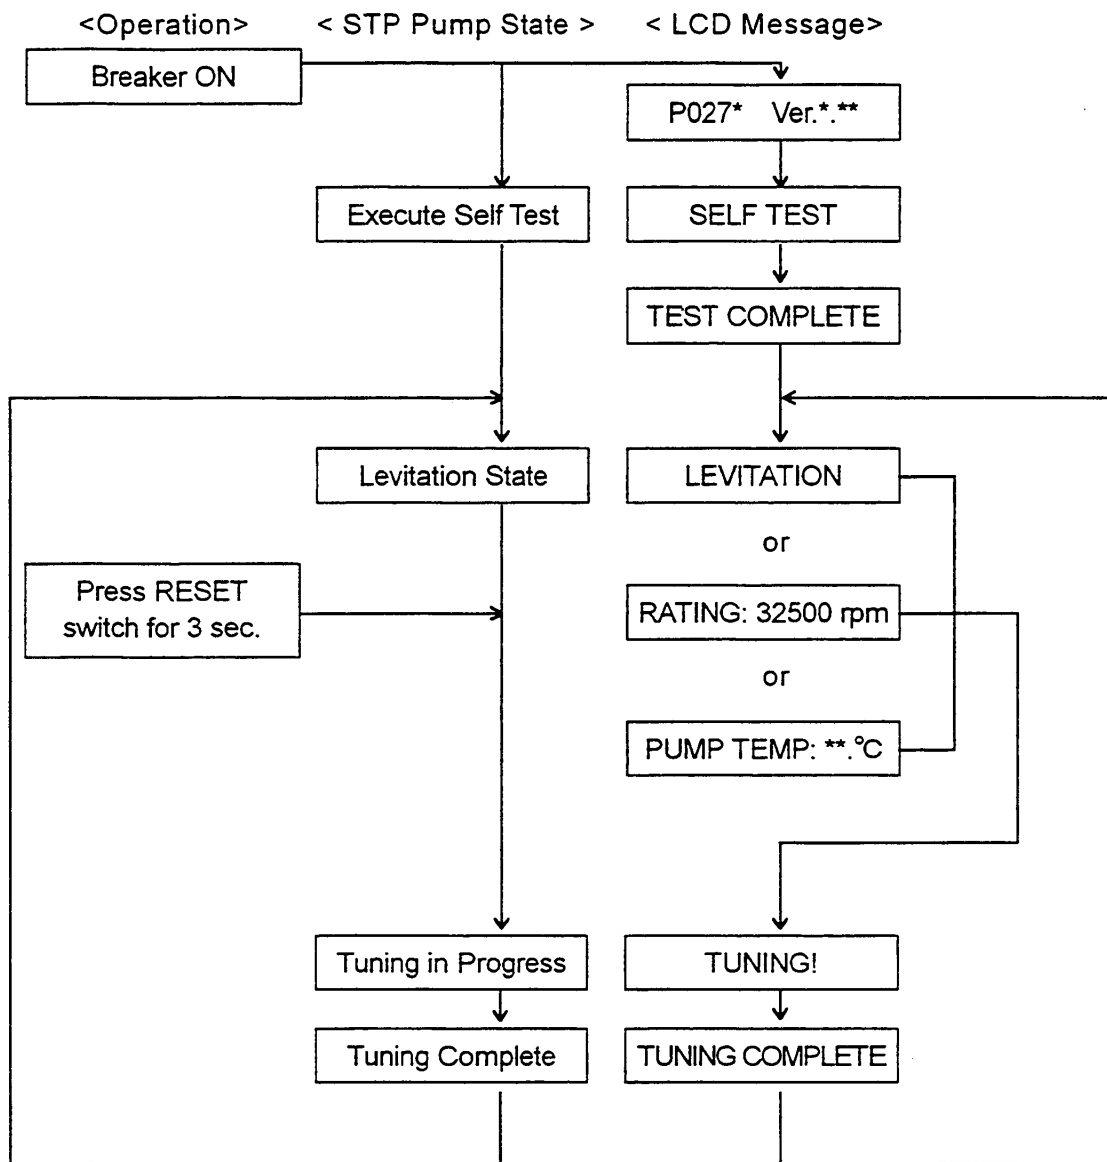 <Operation> < STP Pump State > < LCD Message>
Breaker ON
P027* Ver.*.**
Execute Self Test
SELF TEST
TEST COMPLETE
Levitation State
LEVITATION
or
Press RESET
switch for 3 sec.
RATING: 32500 rpm
or
PUMP TEMP: **.°C
Tuning in Progress
TUNING!
Tuning Complete
TUNING COMPLETE